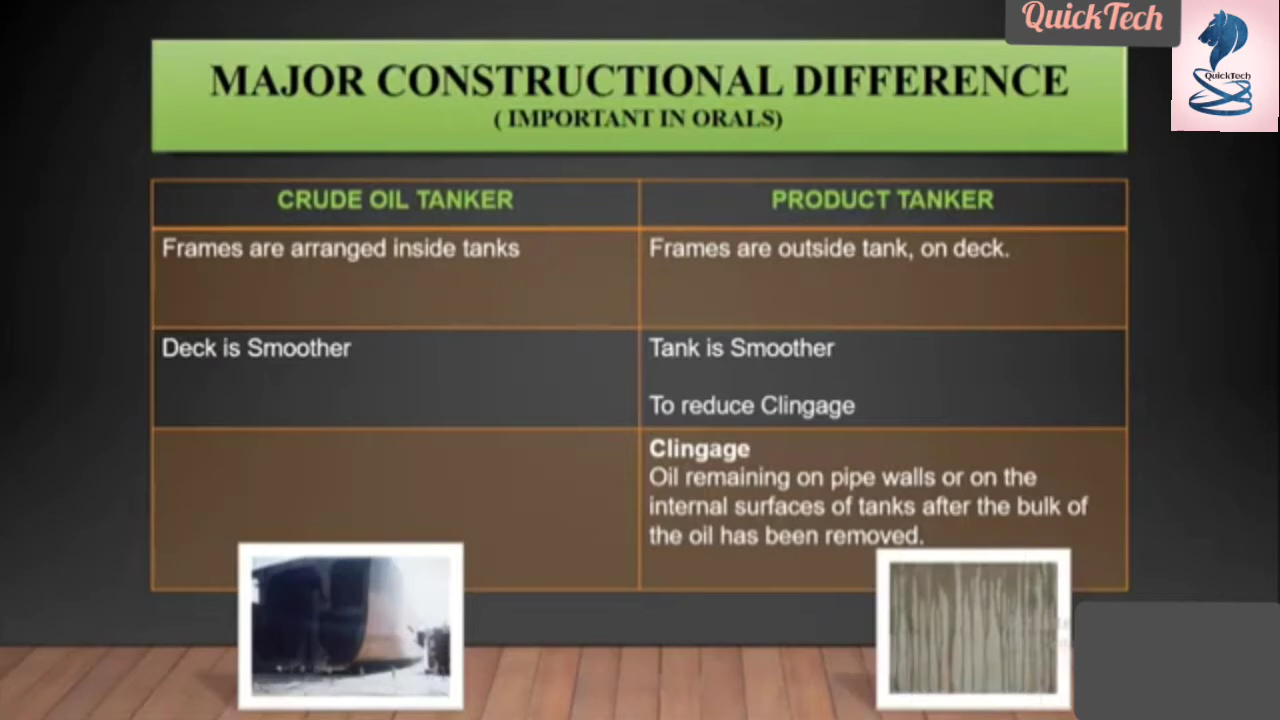 QuickTech
QuickTech
MAJOR CONSTRUCTIONAL DIFFERENCE
( IMPORTANT IN ORALS)
CRUDE OIL TANKER
PRODUCT TANKER
Frames are arranged inside tanks
Frames are outside tank, on deck.
Deck is Smoother
Tank is Smoother
To reduce Clingage
Clingage
Oil remaining on pipe walls or on the
internal surfaces of tanks after the bulk of
the oil has been removed.